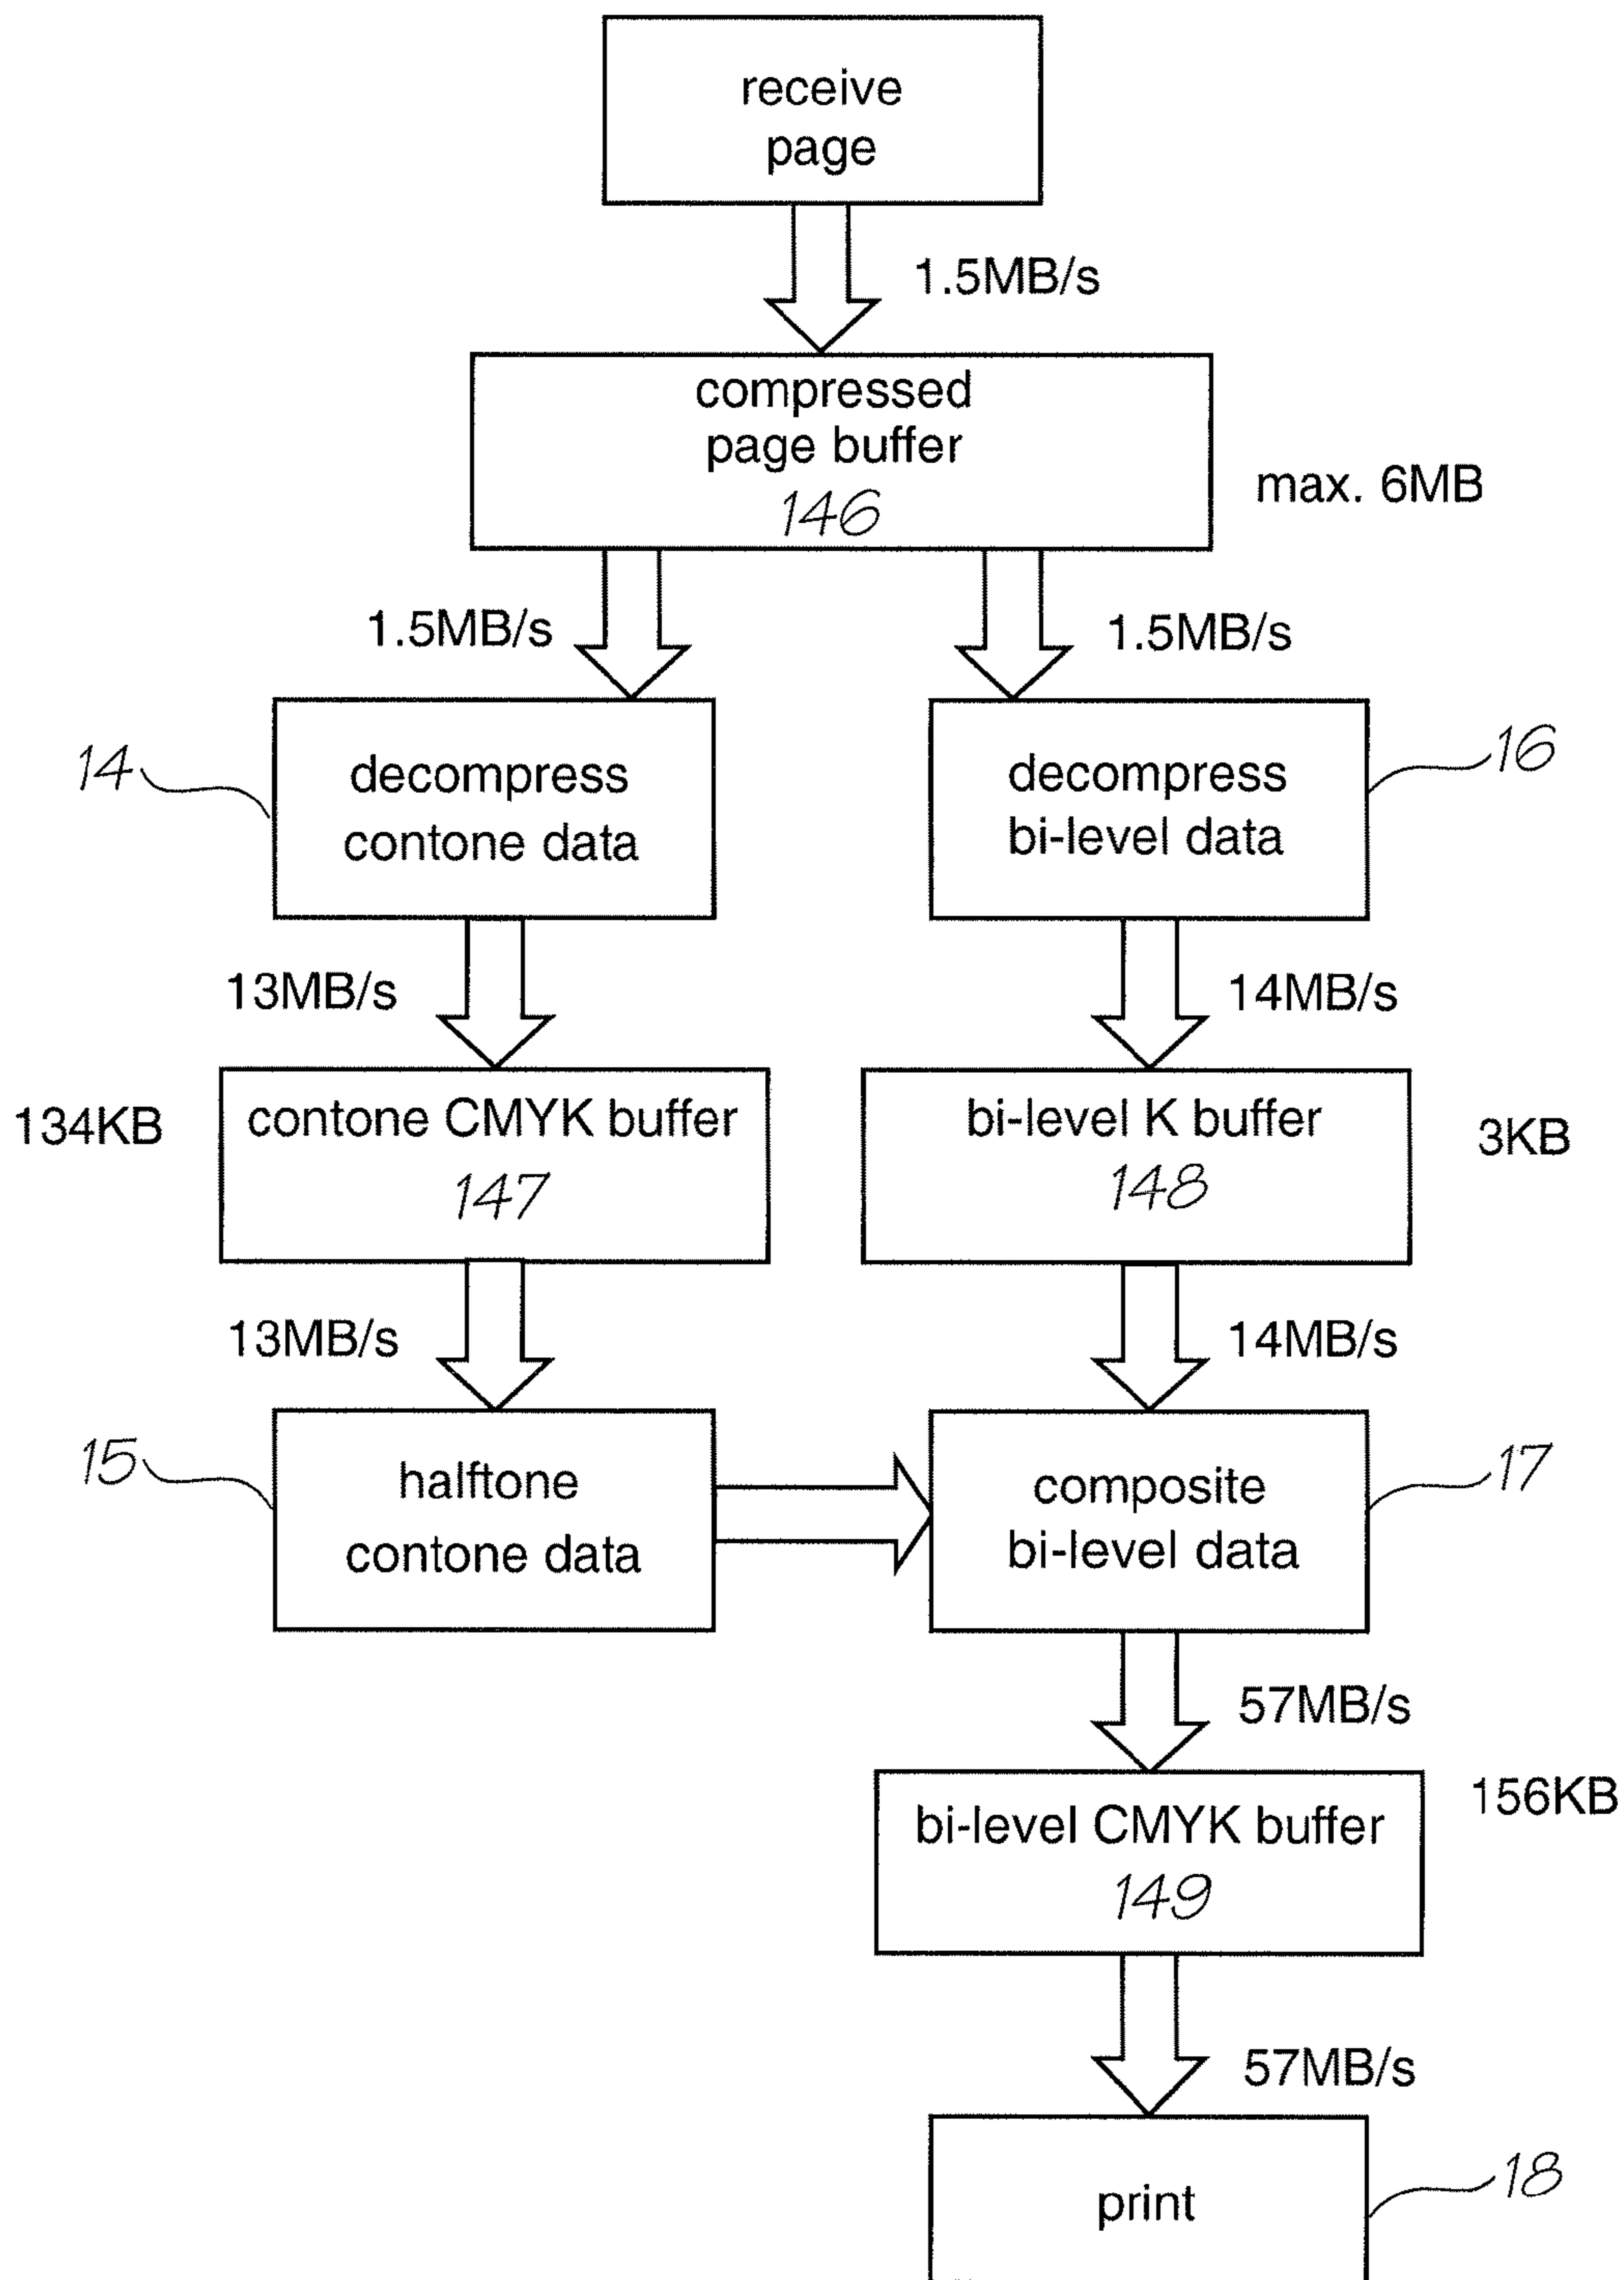 receive
page
1.5MB/s
compressed
page buffer
146
max. 6MB
1.5MB/s
1.5MB/s
14
decompress
contone data
decompress
bi-level data
16
13MB/s
14MB/s
134KB
contone CMYK buffer
147
bi-level K buffer
148
3KB
13MB/s
14MB/s
15
halftone
contone data
composite
bi-level data
17
57MB/s
bi-level CMYK buffer
149
156KB
57MB/s
print
18